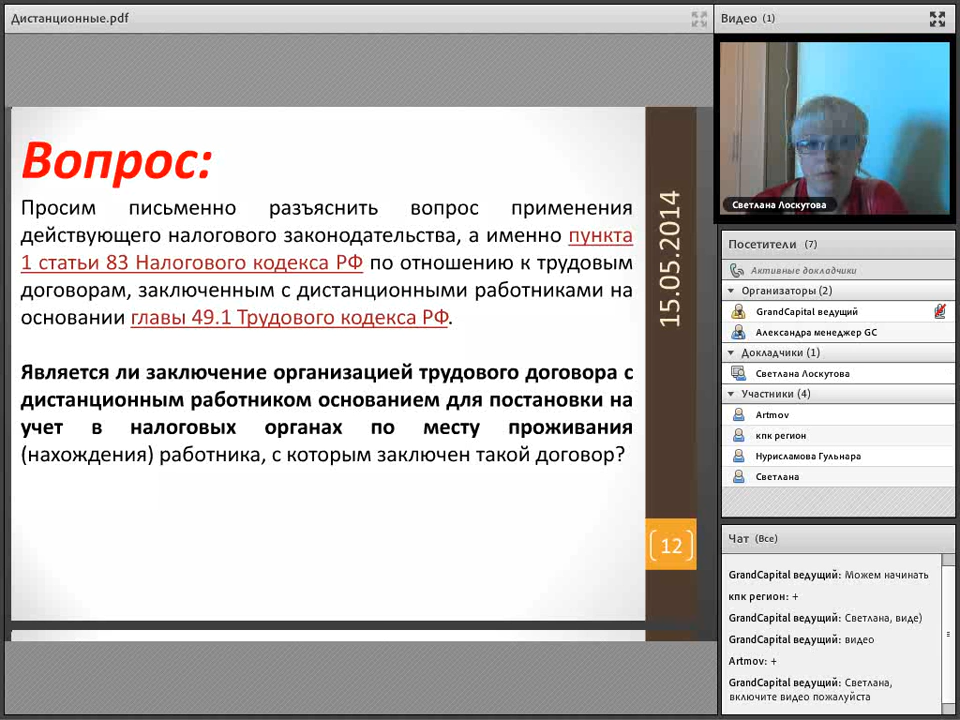 Дистанционные.pdf
Вопрос:
Просим письменно разъяснить вопрос применения
действующего налогового законодательства, а именно пункта
1 статьи 83 Налогового кодекса РФ по отношению к трудовым
договорам, заключенным с дистанционными работниками на
основании главы 49.1 Трудового кодекса РФ.
Является ли заключение организацией трудового договора с
дистанционным работником основанием для постановки на
учет в налоговых органах по месту проживания
(нахождения) работника, с которым заключен такой договор?
15.05.2014
12
Видео (1)
Светлана Лоскутова
Посетители (7)
Активные докладчики
Организаторы (2)
GrandCapital ведущий
Александра менеджер GC
Докладчики (1)
Светлана Лоскутова
Участники (4)
Artmov
кпк регион
Нурисламова Гульнара
Светлана
Чат (Все)
GrandCapital ведущий: Можем начинать
кпк регион: +
GrandCapital ведущий: Светлана, виде)
GrandCapital ведущий: видео
Artmov: +
GrandCapital ведущий: Светлана,
включите видео пожалуйста